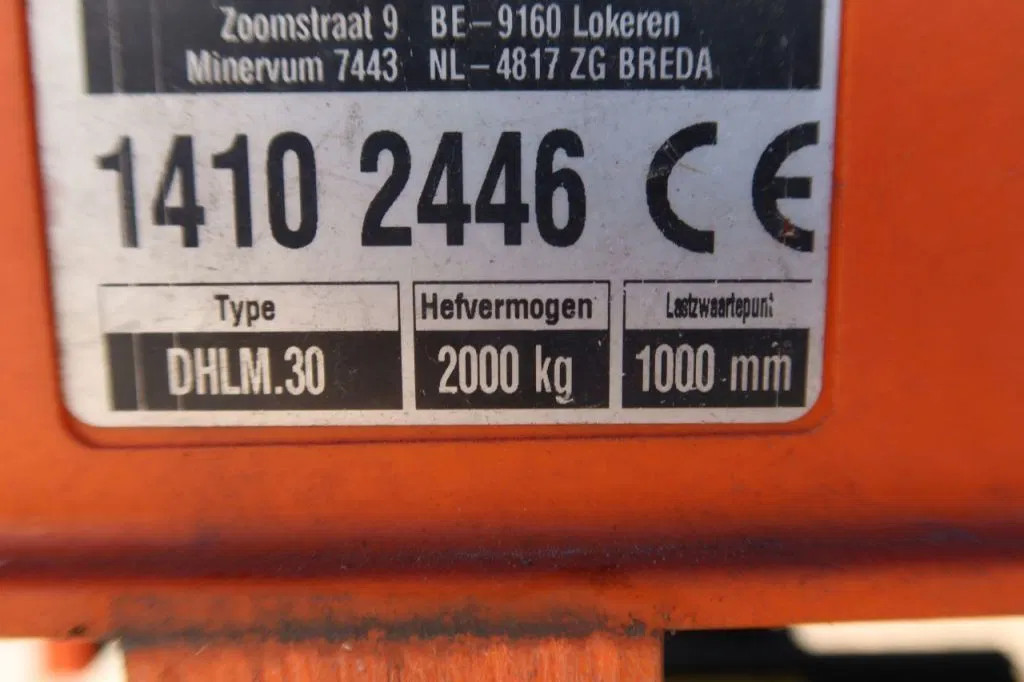 Zoomstraat 9 BE-9160 Lokeren
Minervum 7443 NL-4817 ZG BREDA
1410 2446 CE
Type Hefvermogen Lastzwaartepunt
DHLM.30 2000 kg 1000 mm